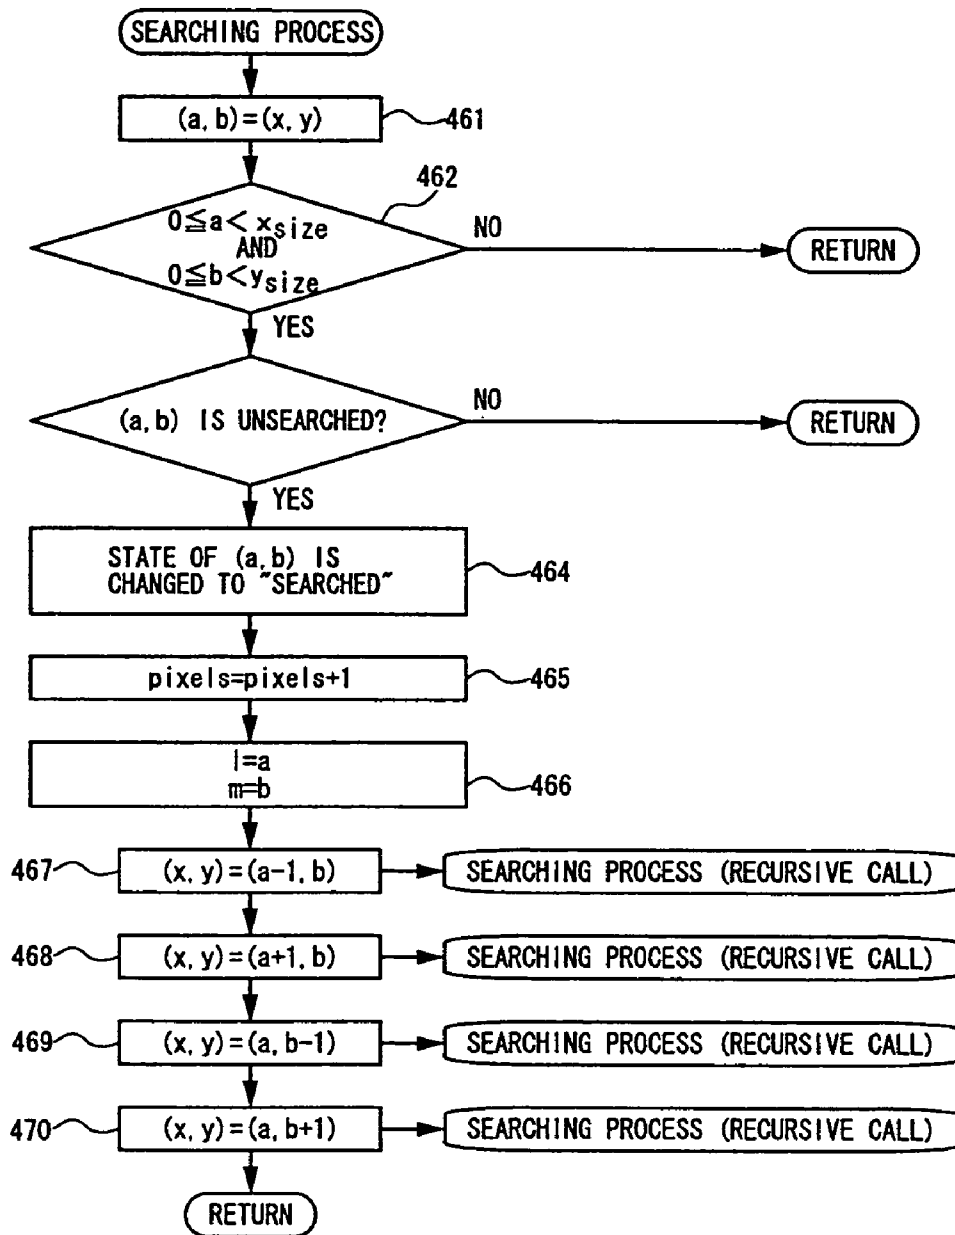 SEARCHING PROCESS
(a, b)=(x, y)
461
462
0≦a<xsize
AND
0≦b<ysize
NO
RETURN
YES
(a, b) IS UNSEARCHED?
NO
RETURN
YES
STATE OF (a, b) IS
CHANGED TO "SEARCHED"
464
pixels=pixels+1
465
l=a
m=b
466
467
(x, y)=(a-1, b)
SEARCHING PROCESS (RECURSIVE CALL)
468
(x, y)=(a+1, b)
SEARCHING PROCESS (RECURSIVE CALL)
469
(x, y)=(a, b-1)
SEARCHING PROCESS (RECURSIVE CALL)
470
(x, y)=(a, b+1)
SEARCHING PROCESS (RECURSIVE CALL)
RETURN